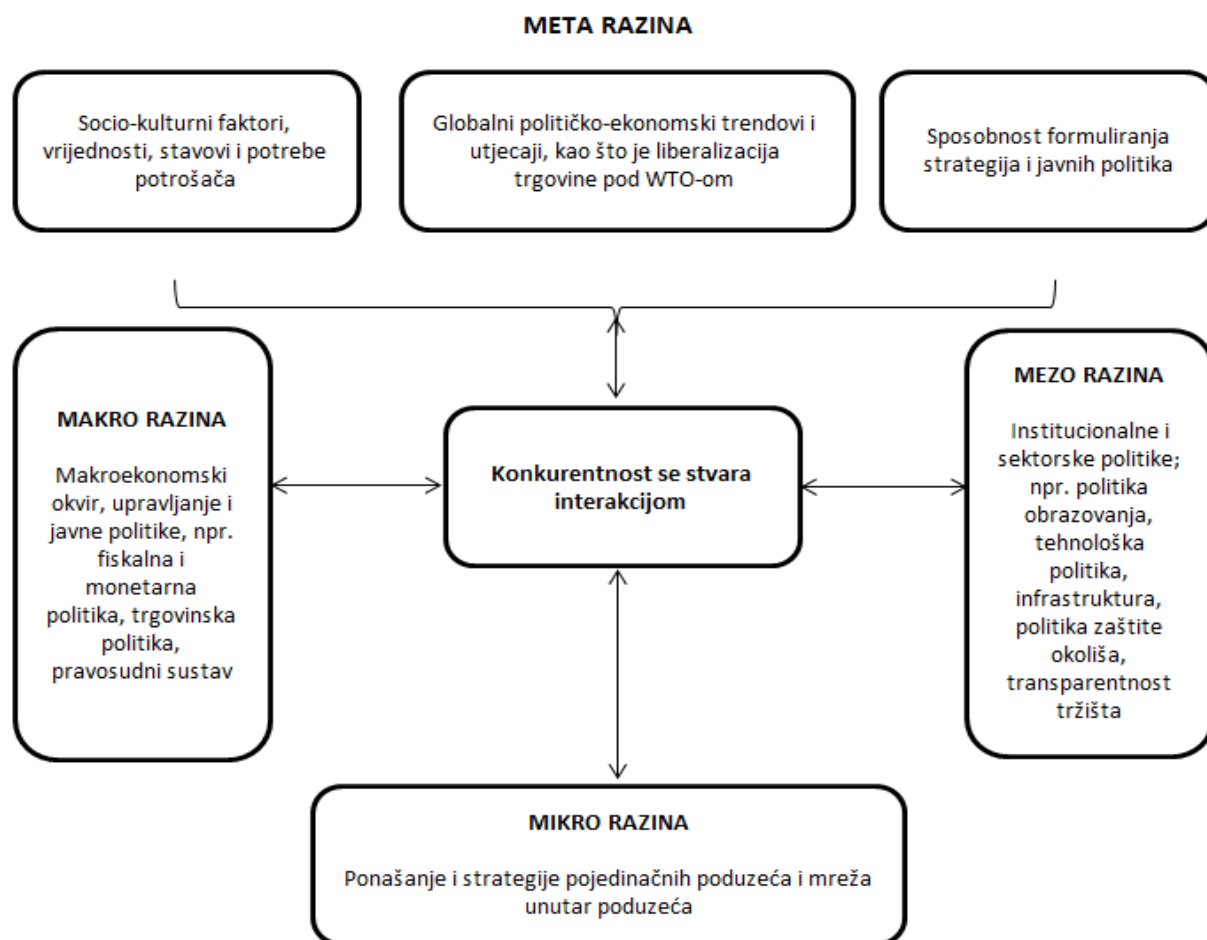 META RAZINA
Socio-kulturni faktori,
vrijednosti, stavovi i potrebe
potrošača
Globalni političko-ekonomski trendovi i
utjecaji, kao što je liberalizacija
trgovine pod WTO-om
Sposobnost formuliranja
strategija i javnih politika
MAKRO RAZINA
Makroekonomski
okvir, upravljanje i
javne politike, npr.
fiskalna i
monetarna
politika, trgovinska
politika,
pravosudni sustav
Konkurentnost se stvara
interakcijom
MEZO RAZINA
Institucionalne i
sektorske politike;
npr. politika
obrazovanja,
tehnološka
politika,
infrastruktura,
politika zaštite
okoliša,
transparentnost
tržišta
MIKRO RAZINA
Ponašanje i strategije pojedinačnih poduzeća i mreža
unutar poduzeća